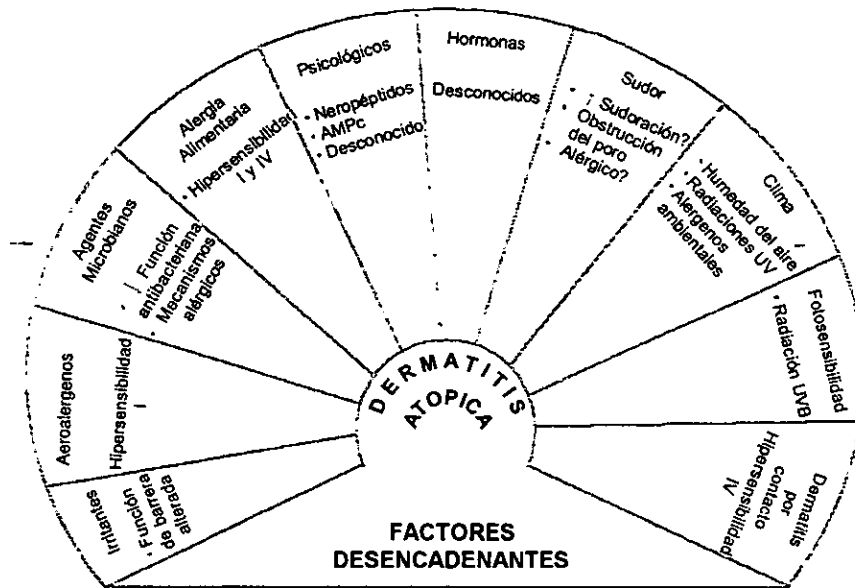 Irritantes
• Función
de barrera
alterada
Aeroalergenos
Hipersensibilidad
Agentes
Microbianos
• ¡ Función
antibacteriana
• Mecanismos
alérgicos
Alergia
Alimentaria
• Hipersensibilidad
I y IV
Psicológicos
• Neropéptidos
• AMPc
• Desconocido
Hormonas
Desconocidos
Sudor
• ¡ Sudoración?
• Obstrucción
del poro
• Alérgico?
Clima
• Humedad del aire
• Radiaciones UV
• Alergenos
ambientales
Fotosensibilidad
• Radiación UVB
Dermatitis
por
contacto
Hipersensibilidad
IV
DERMATITIS
ATOPICA
FACTORES
DESENCADENANTES